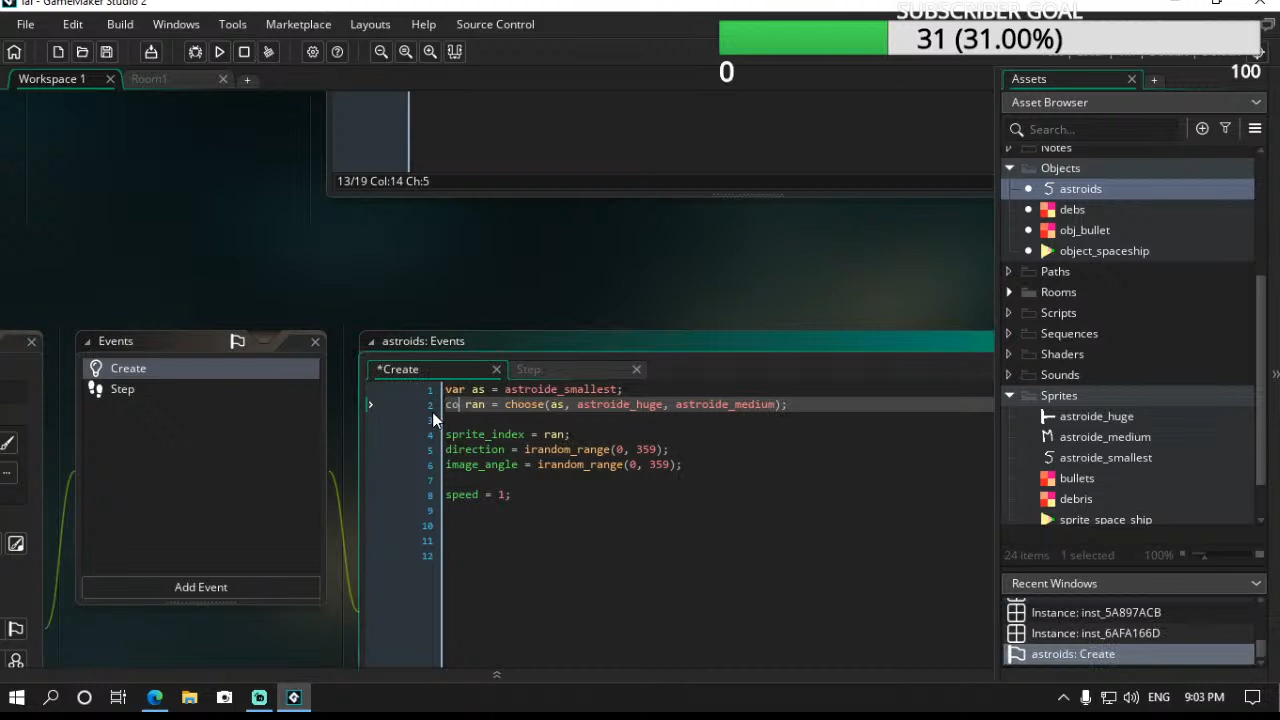 Tai - GameMaker Studio 2
File Edit Build Windows Tools Marketplace Layouts Help Source Control
SUBSCRIBER GOAL
31 (31.00%)
0
100
Workspace 1
Room1
Assets
Asset Browser
Search...
Notes
Objects
astroids
debs
obj_bullet
object_spaceship
Paths
Rooms
Scripts
Sequences
Shaders
Sounds
Sprites
astroide_huge
astroide_medium
astroide_smallest
bullets
debris
sprite_space_ship
24 items 1 selected 100%
Recent Windows
Instance: inst_5A897ACB
Instance: inst_6AFA166D
astroids: Create
13/19 Col:14 Ch:5
Events
Create
Step
Add Event
astroids: Events
*Create
Step
1 var as = astroide_smallest;
2 co ran = choose(as, astroide_huge, astroide_medium);
3
4 sprite_index = ran;
5 direction = irandom_range(0, 359);
6 image_angle = irandom_range(0, 359);
7
8 speed = 1;
9
10
11
12
ENG 9:03 PM